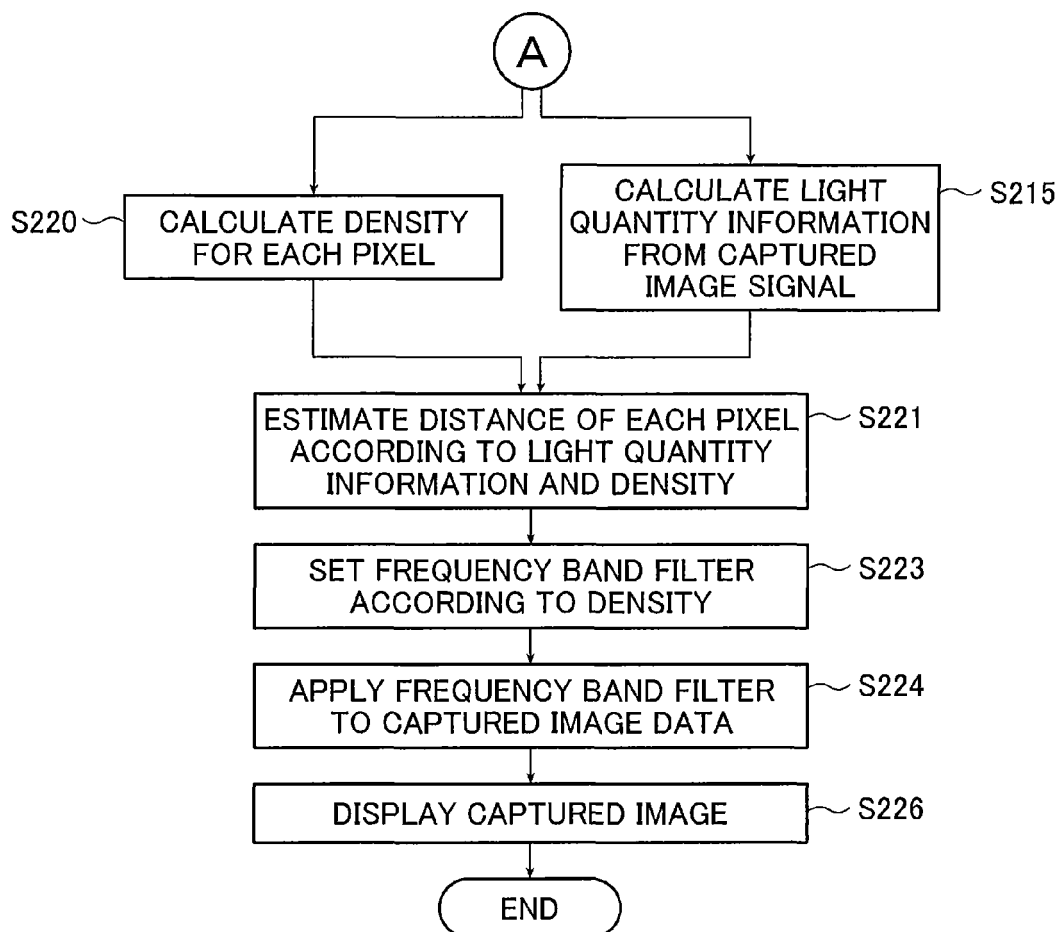 A
S220
CALCULATE DENSITY
FOR EACH PIXEL
CALCULATE LIGHT
QUANTITY INFORMATION
FROM CAPTURED
IMAGE SIGNAL
S215
ESTIMATE DISTANCE OF EACH PIXEL
ACCORDING TO LIGHT QUANTITY
INFORMATION AND DENSITY
S221
SET FREQUENCY BAND FILTER
ACCORDING TO DENSITY
S223
APPLY FREQUENCY BAND FILTER
TO CAPTURED IMAGE DATA
S224
DISPLAY CAPTURED IMAGE
S226
END